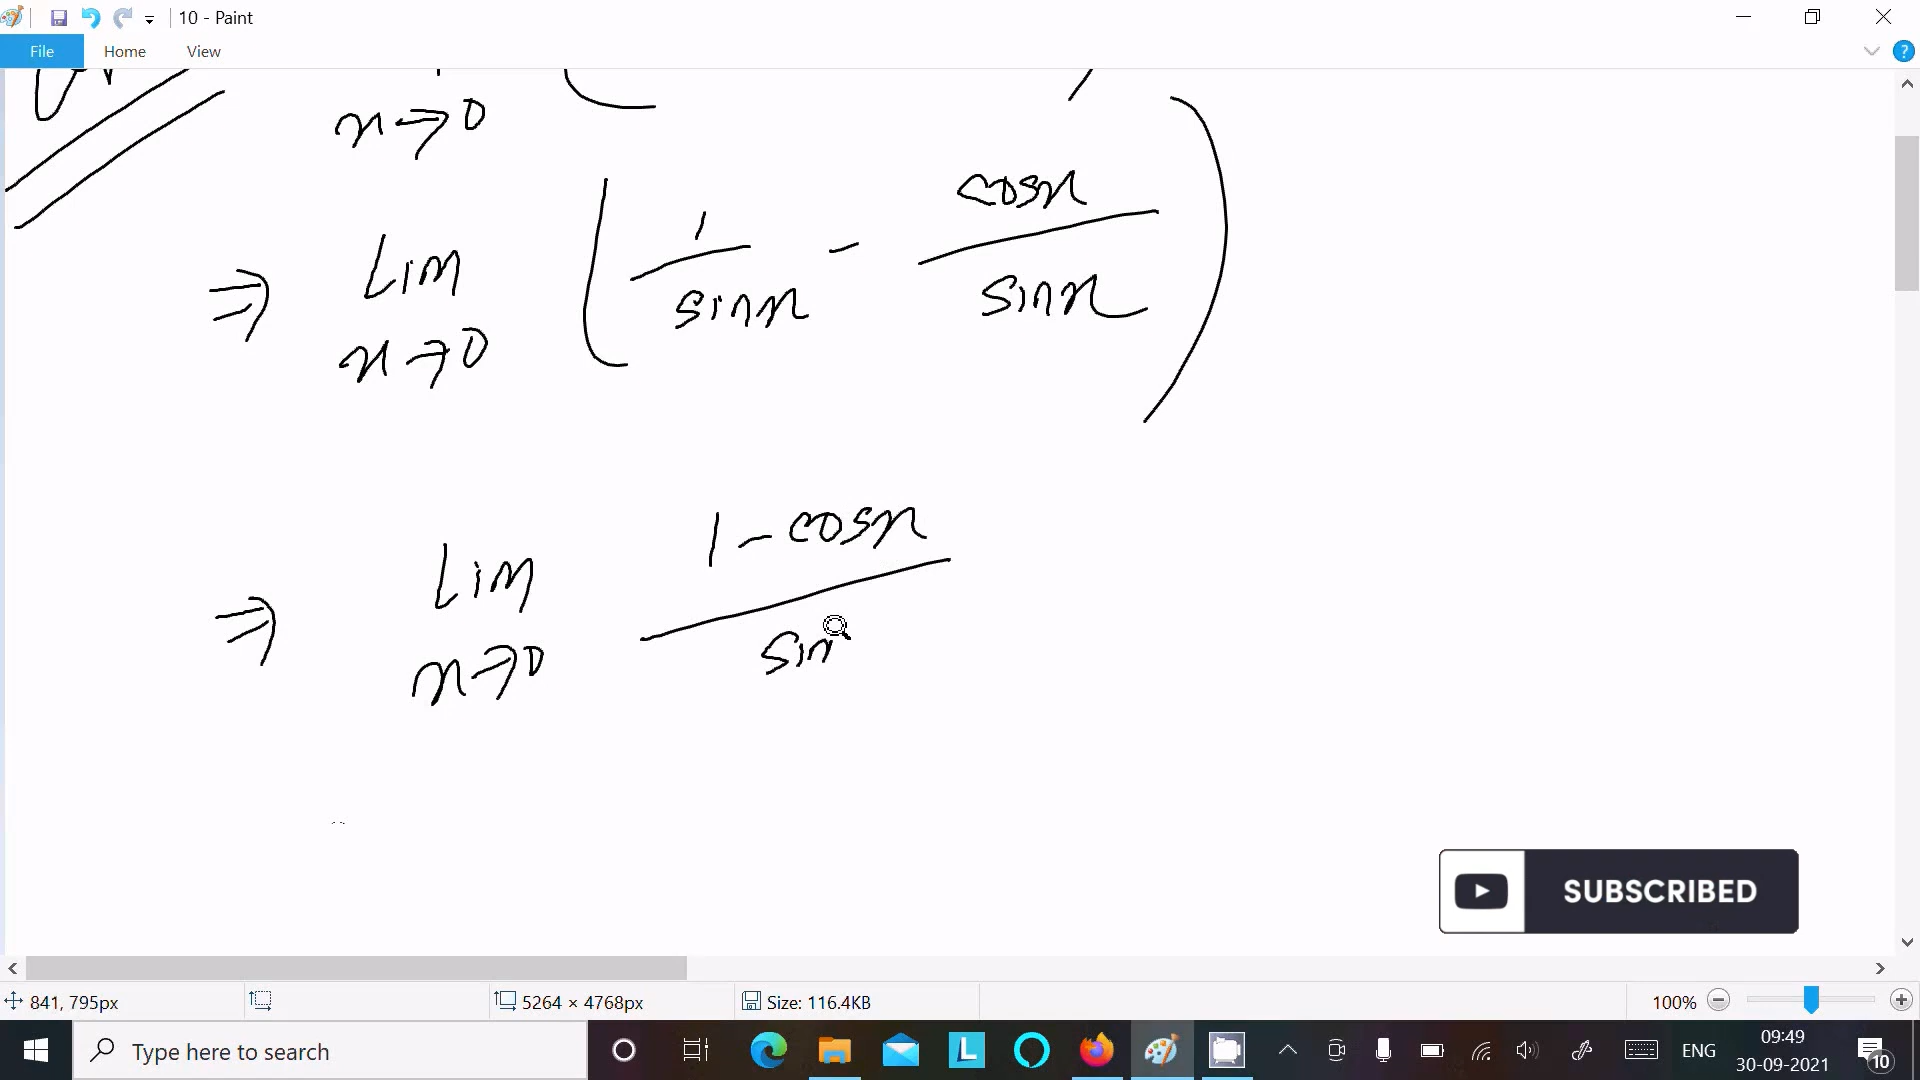 10 - Paint
File Home View
x→0
⇒ Lim x→0 ( 1/sinx - cosx/sinx )
⇒ Lim x→0 1-cosx/sin
SUBSCRIBED
841, 795px 5264 × 4768px Size: 116.4KB 100%
Type here to search
L
ENG
09:49
30-09-2021
10